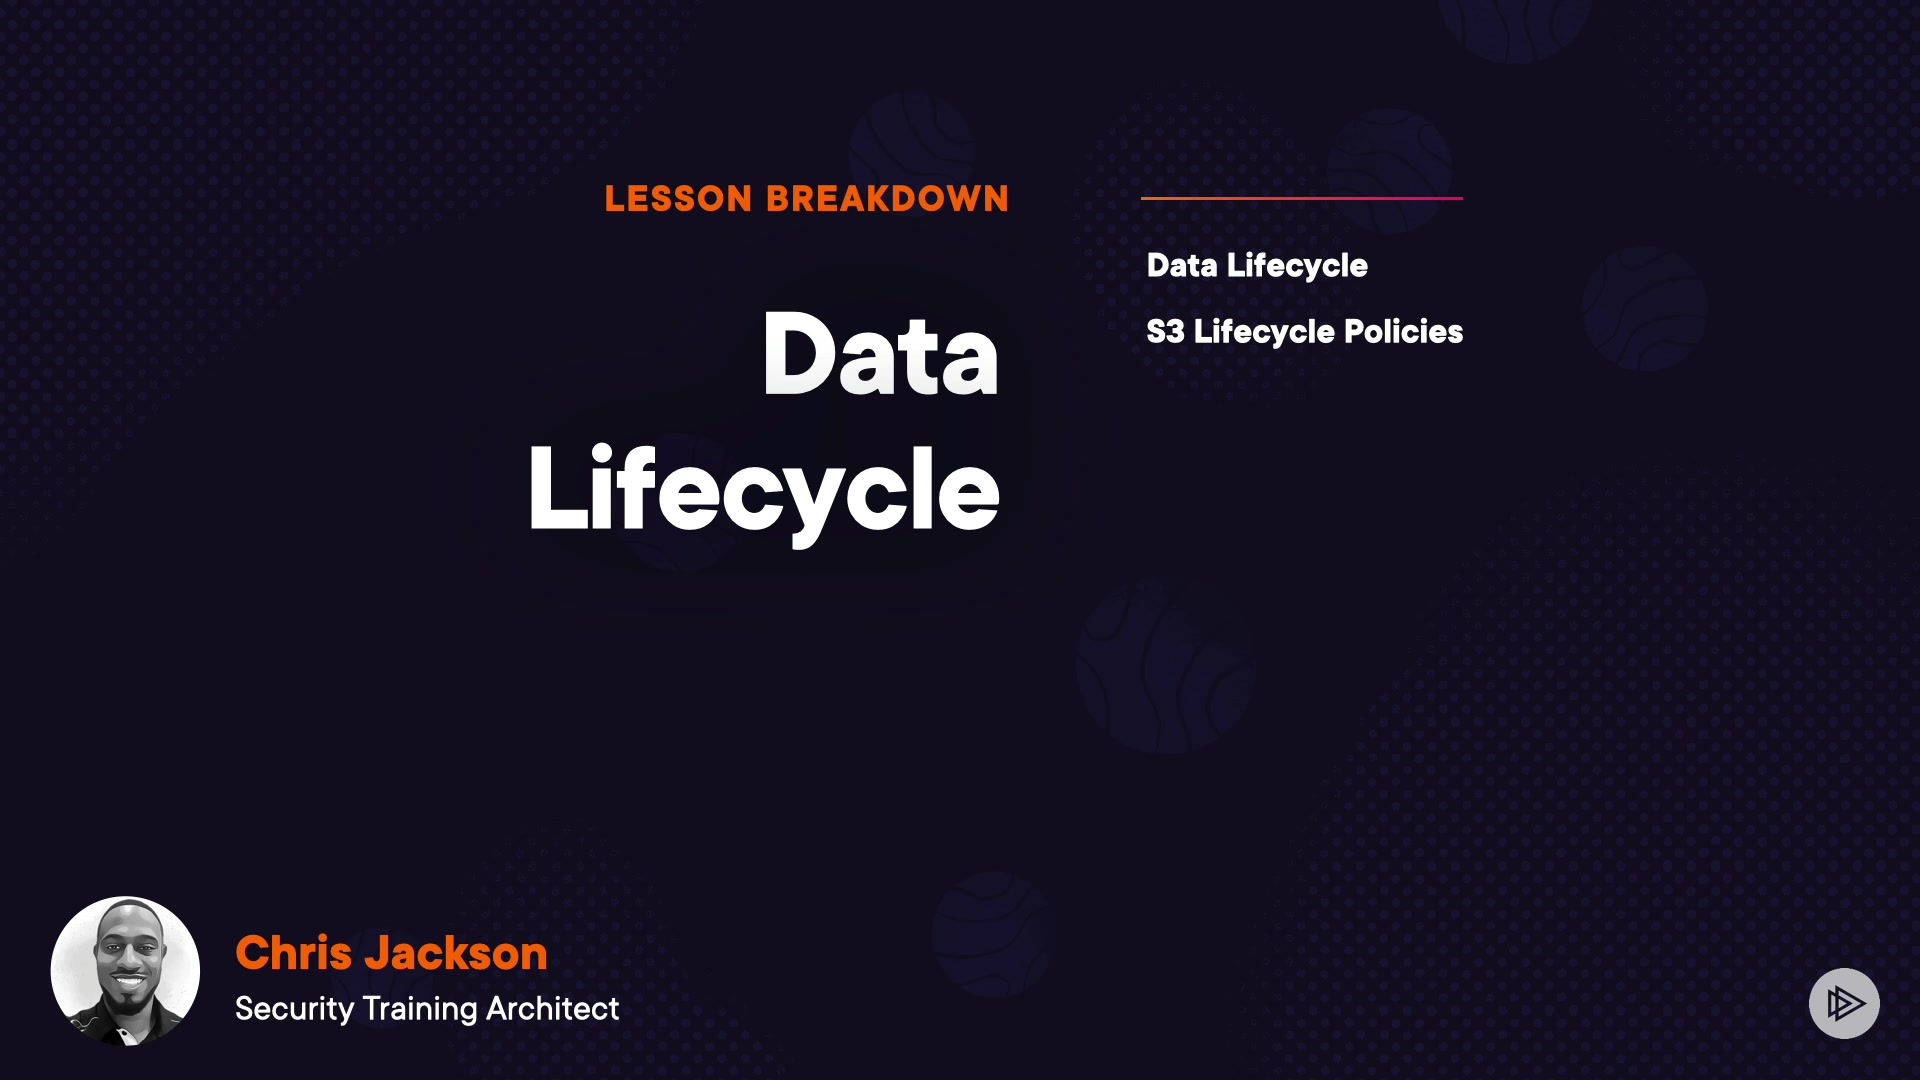 LESSON BREAKDOWN
Data
Lifecycle
Data Lifecycle
S3 Lifecycle Policies
Chris Jackson
Security Training Architect